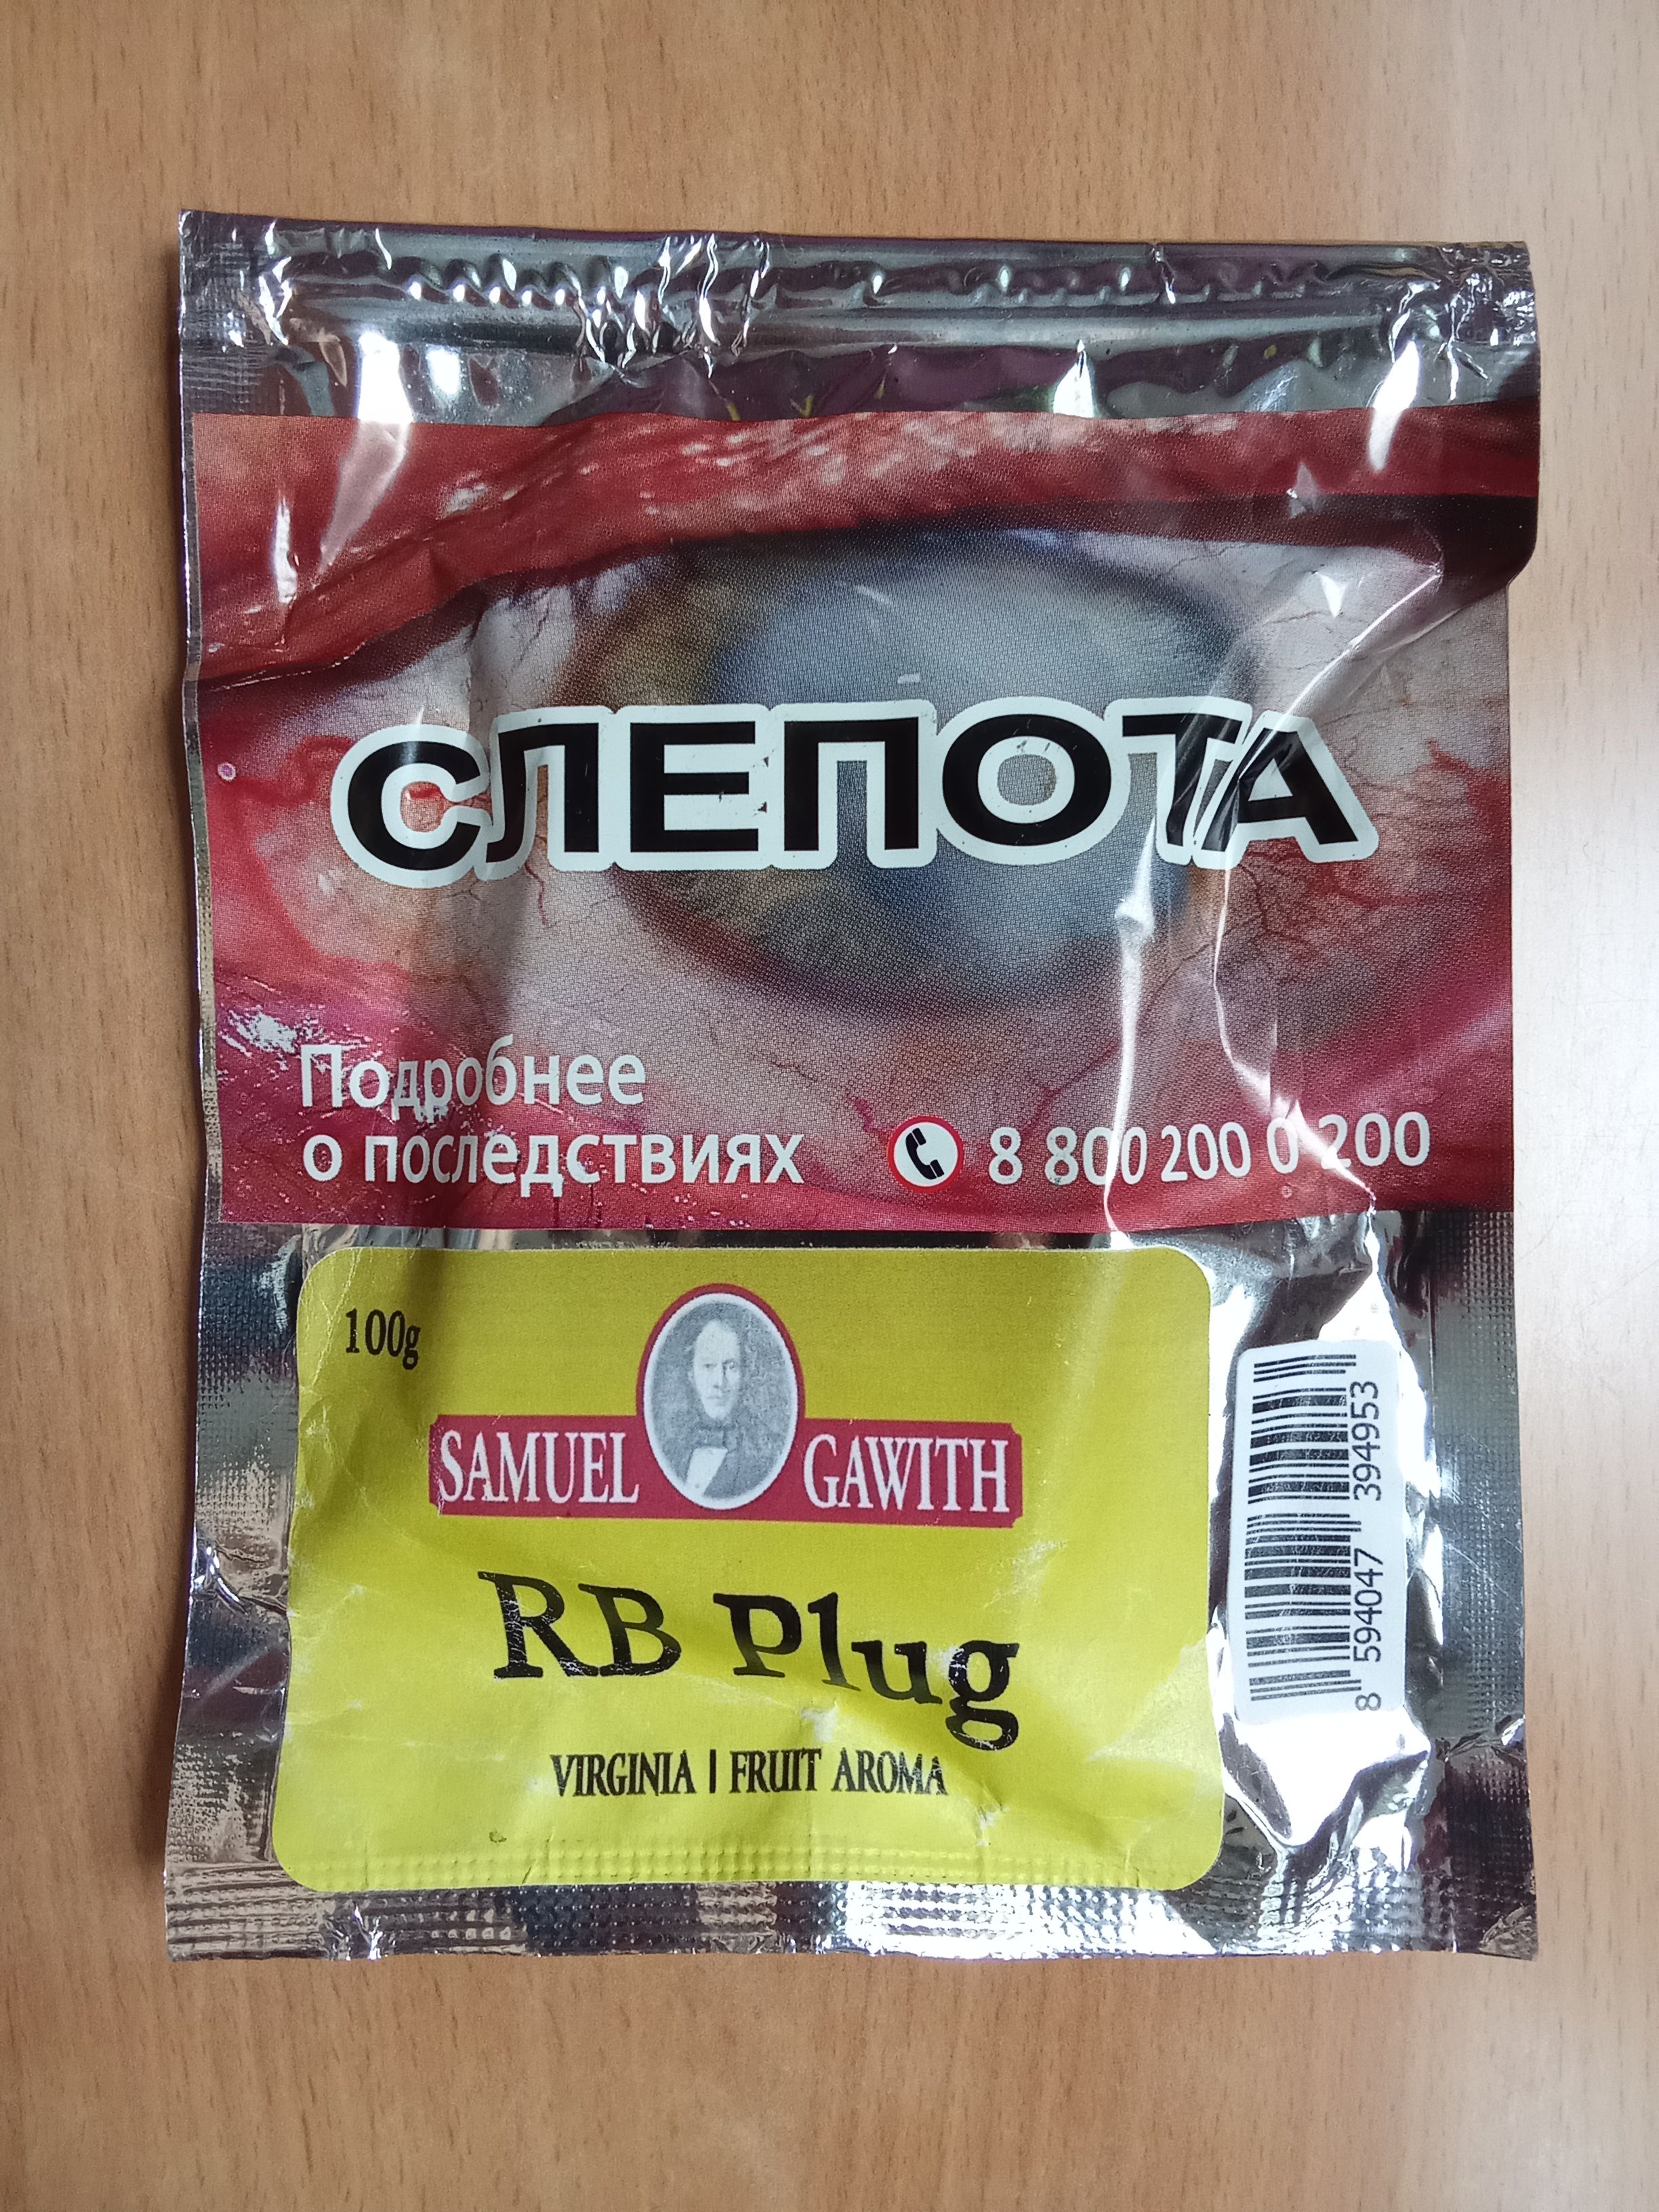 СЛЕПОТА
Подробнее
о последствиях
8 800 200 0 200
100g
SAMUEL GAWITH
RB Plug
VIRGINIA | FRUIT AROMA
8 594047 394953